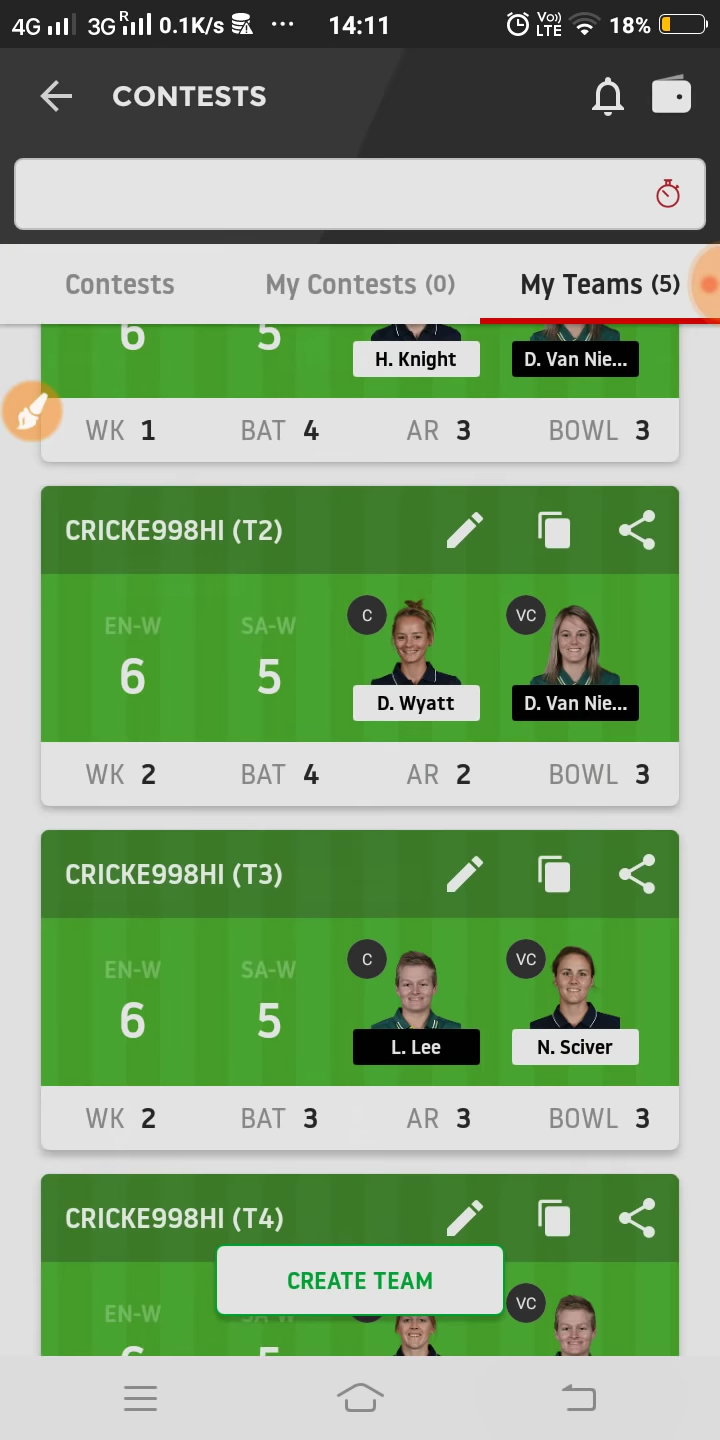 4G 3G R 0.1K/s ... 14:11 Vo)) LTE 18%
CONTESTS
Contests My Contests (0) My Teams (5)
6 5
H. Knight D. Van Nie...
WK 1 BAT 4 AR 3 BOWL 3
CRICKE998HI (T2)
EN-W SA-W C VC
6 5
D. Wyatt D. Van Nie...
WK 2 BAT 4 AR 2 BOWL 3
CRICKE998HI (T3)
EN-W SA-W C VC
6 5
L. Lee N. Sciver
WK 2 BAT 3 AR 3 BOWL 3
CRICKE998HI (T4)
CREATE TEAM
EN-W SA-W VC
6 5